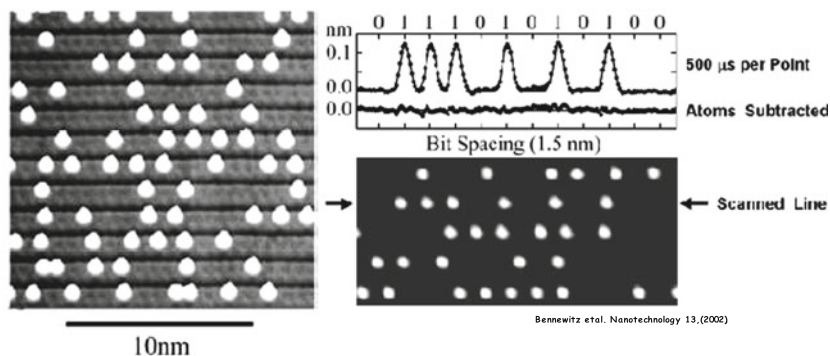 0 1 1 1 0 1 0 1 0 1 0 0
nm
0.1
0.0
0.0
500 µs per Point
Atoms Subtracted
Bit Spacing (1.5 nm)
Scanned Line
Bennewitz etal. Nanotechnology 13,(2002)
10nm